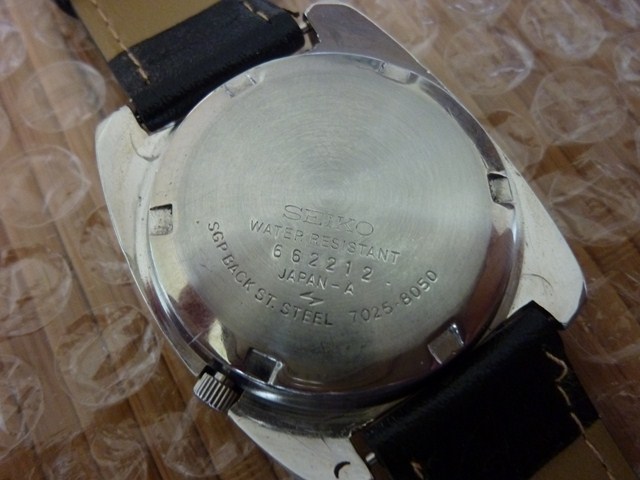 SEIKO
WATER RESISTANT
662212
JAPAN-A
SGP BACK ST. STEEL 7025-8050